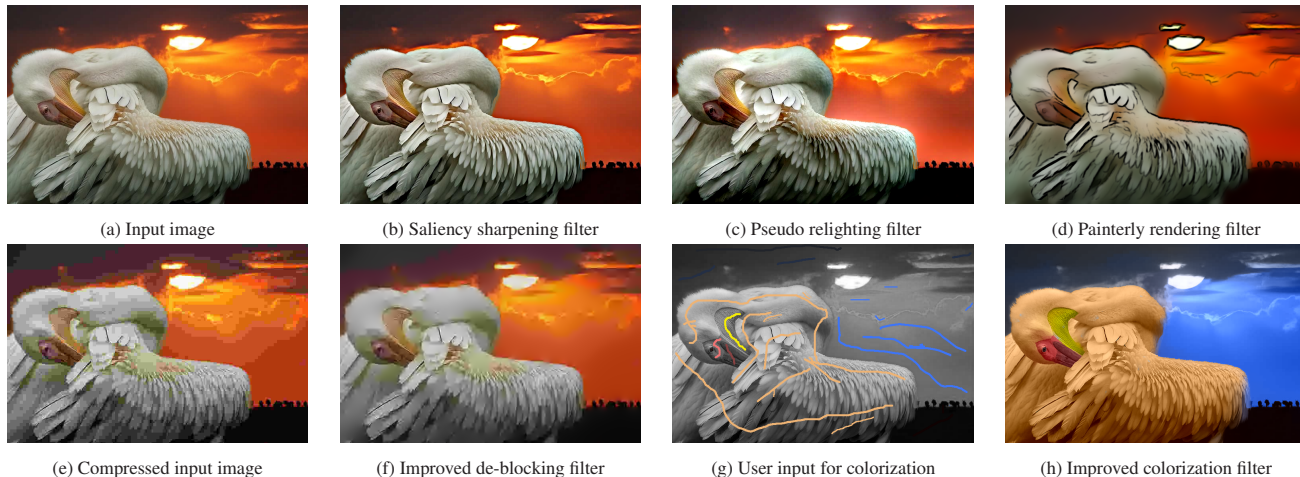 (a) Input image
(b) Saliency sharpening filter
(c) Pseudo relighting filter
(d) Painterly rendering filter
(e) Compressed input image
(f) Improved de-blocking filter
(g) User input for colorization
(h) Improved colorization filter